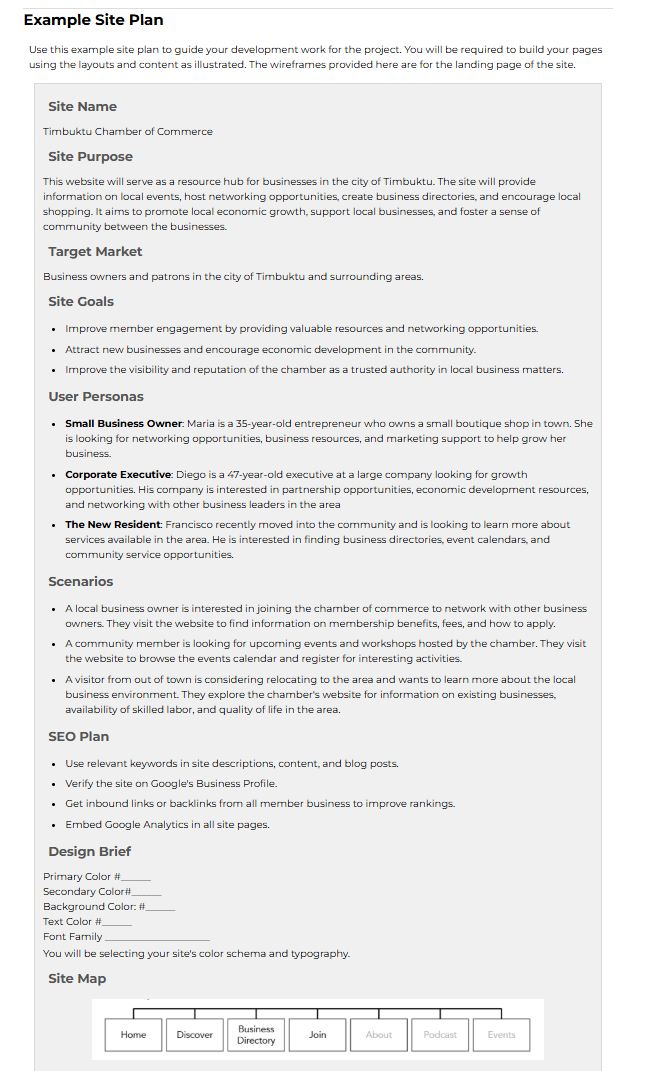 Example Site Plan
Use this example site plan to guide your development work for the project. You will be required to build your pages
using the layouts and content as illustrated. The wireframes provided here are for the landing page of the site.
Site Name
Timbuktu Chamber of Commerce
Site Purpose
This website will serve as a resource hub for businesses in the city of Timbuktu. The site will provide
information on local events, host networking opportunities, create business directories, and encourage local
shopping. It aims to promote local economic growth, support local businesses, and foster a sense of
community between the businesses.
Target Market
Business owners and patrons in the city of Timbuktu and surrounding areas.
Site Goals
• Improve member engagement by providing valuable resources and networking opportunities.
• Attract new businesses and encourage economic development in the community.
• Improve the visibility and reputation of the chamber as a trusted authority in local business matters.
User Personas
• Small Business Owner: Maria is a 35-year-old entrepreneur who owns a small boutique shop in town. She
is looking for networking opportunities, business resources, and marketing support to help grow her
business.
• Corporate Executive: Diego is a 47-year-old executive at a large company looking for growth
opportunities. His company is interested in partnership opportunities, economic development resources,
and networking with other business leaders in the area
• The New Resident: Francisco recently moved into the community and is looking to learn more about
services available in the area. He is interested in finding business directories, event calendars, and
community service opportunities.
Scenarios
• A local business owner is interested in joining the chamber of commerce to network with other business
owners. They visit the website to find information on membership benefits, fees, and how to apply.
• A community member is looking for upcoming events and workshops hosted by the chamber. They visit
the website to browse the events calendar and register for interesting activities.
• A visitor from out of town is considering relocating to the area and wants to learn more about the local
business environment. They explore the chamber's website for information on existing businesses,
availability of skilled labor, and quality of life in the area.
SEO Plan
• Use relevant keywords in site descriptions, content, and blog posts.
• Verify the site on Google's Business Profile.
• Get inbound links or backlinks from all member business to improve rankings.
• Embed Google Analytics in all site pages.
Design Brief
Primary Color #______
Secondary Color#______
Background Color: #______
Text Color #______
Font Family _____________________
You will be selecting your site's color schema and typography.
Site Map
Home
Discover
Business
Directory
Join
About
Podcast
Events